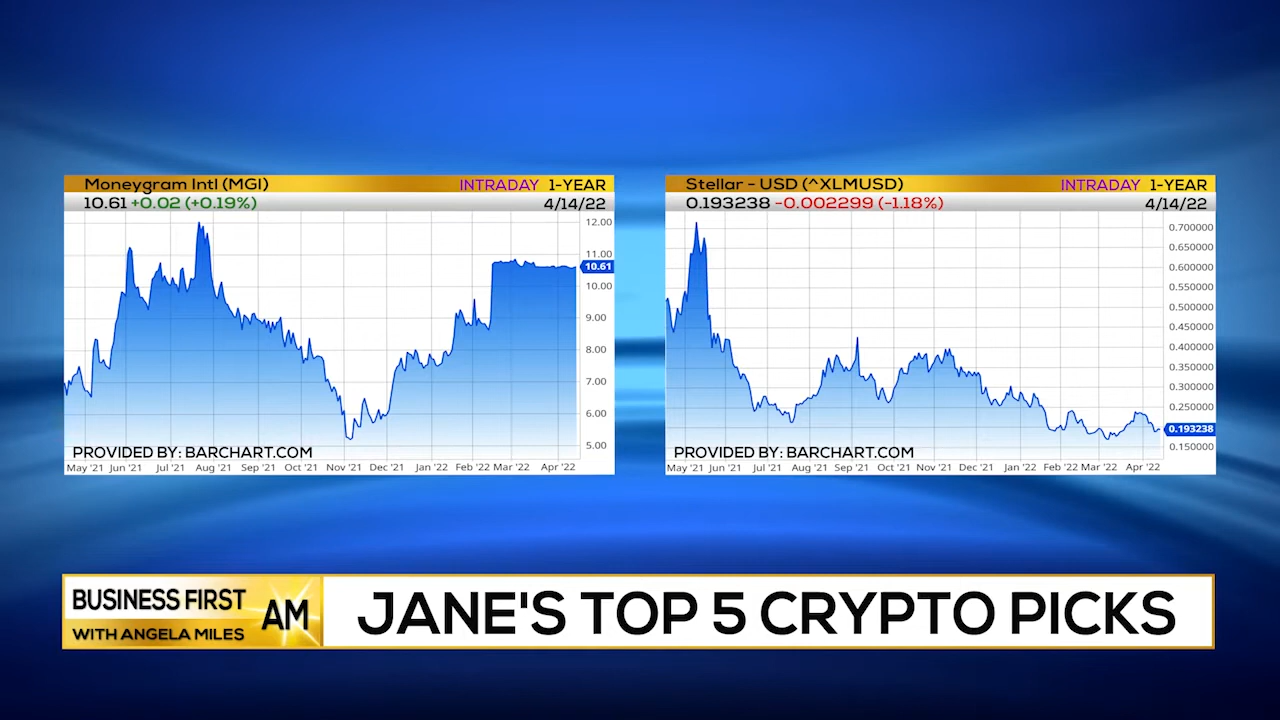 Moneygram Intl (MGI) INTRADAY 1-YEAR
10.61 +0.02 (+0.19%) 4/14/22
12.00
11.00
10.61
10.00
9.00
8.00
7.00
6.00
5.00
PROVIDED BY: BARCHART.COM
May '21 Jun '21 Jul '21 Aug '21 Sep '21 Oct '21 Nov '21 Dec '21 Jan '22 Feb '22 Mar '22 Apr '22
Stellar - USD (^XLMUSD) INTRADAY 1-YEAR
0.193238 -0.002299 (-1.18%) 4/14/22
0.700000
0.650000
0.600000
0.550000
0.500000
0.450000
0.400000
0.350000
0.300000
0.250000
0.193238
0.150000
PROVIDED BY: BARCHART.COM
May '21 Jun '21 Jul '21 Aug '21 Sep '21 Oct '21 Nov '21 Dec '21 Jan '22 Feb '22 Mar '22 Apr '22
BUSINESS FIRST AM
WITH ANGELA MILES
JANE'S TOP 5 CRYPTO PICKS